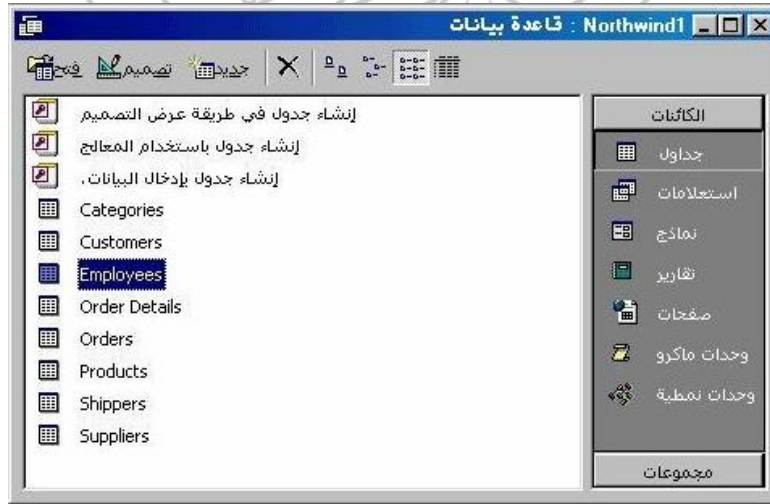 Northwind1 : قاعدة بيانات
فتح تصميم جديد
إنشاء جدول في طريقة عرض التصميم
إنشاء جدول باستخدام المعالج
إنشاء جدول بإدخال البيانات.
Categories
Customers
Employees
Order Details
Orders
Products
Shippers
Suppliers
الكائنات
جداول
استعلامات
نماذج
تقارير
صفحات
وحدات ماكرو
وحدات نمطية
مجموعات